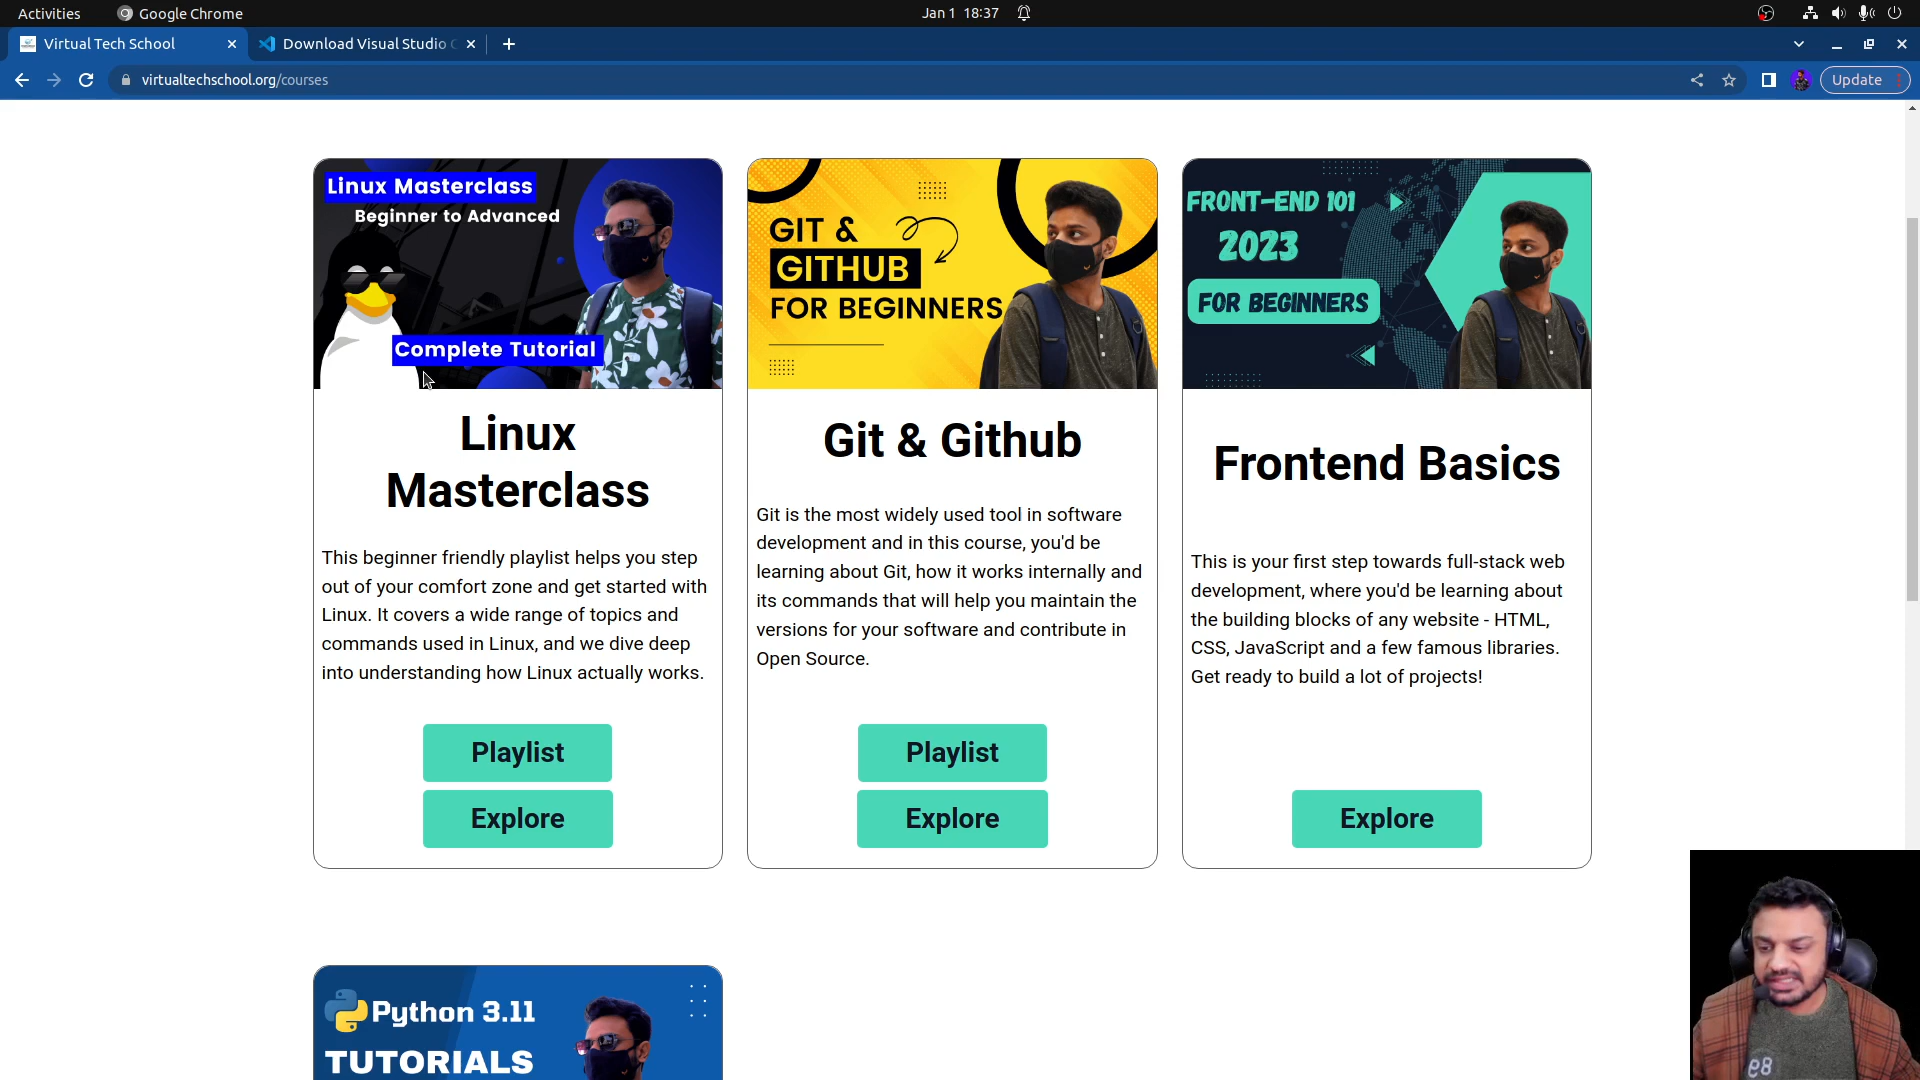 Activities
Google Chrome
Jan 1 18:37
Virtual Tech School
Download Visual Studio C
virtualtechschool.org/courses
Update
Linux Masterclass
Beginner to Advanced
Complete Tutorial
Linux
Masterclass
This beginner friendly playlist helps you step
out of your comfort zone and get started with
Linux. It covers a wide range of topics and
commands used in Linux, and we dive deep
into understanding how Linux actually works.
Playlist
Explore
GIT &
GITHUB
FOR BEGINNERS
Git & Github
Git is the most widely used tool in software
development and in this course, you'd be
learning about Git, how it works internally and
its commands that will help you maintain the
versions for your software and contribute in
Open Source.
Playlist
Explore
FRONT-END 101
2023
FOR BEGINNERS
Frontend Basics
This is your first step towards full-stack web
development, where you'd be learning about
the building blocks of any website - HTML,
CSS, JavaScript and a few famous libraries.
Get ready to build a lot of projects!
Explore
Python 3.11
TUTORIALS